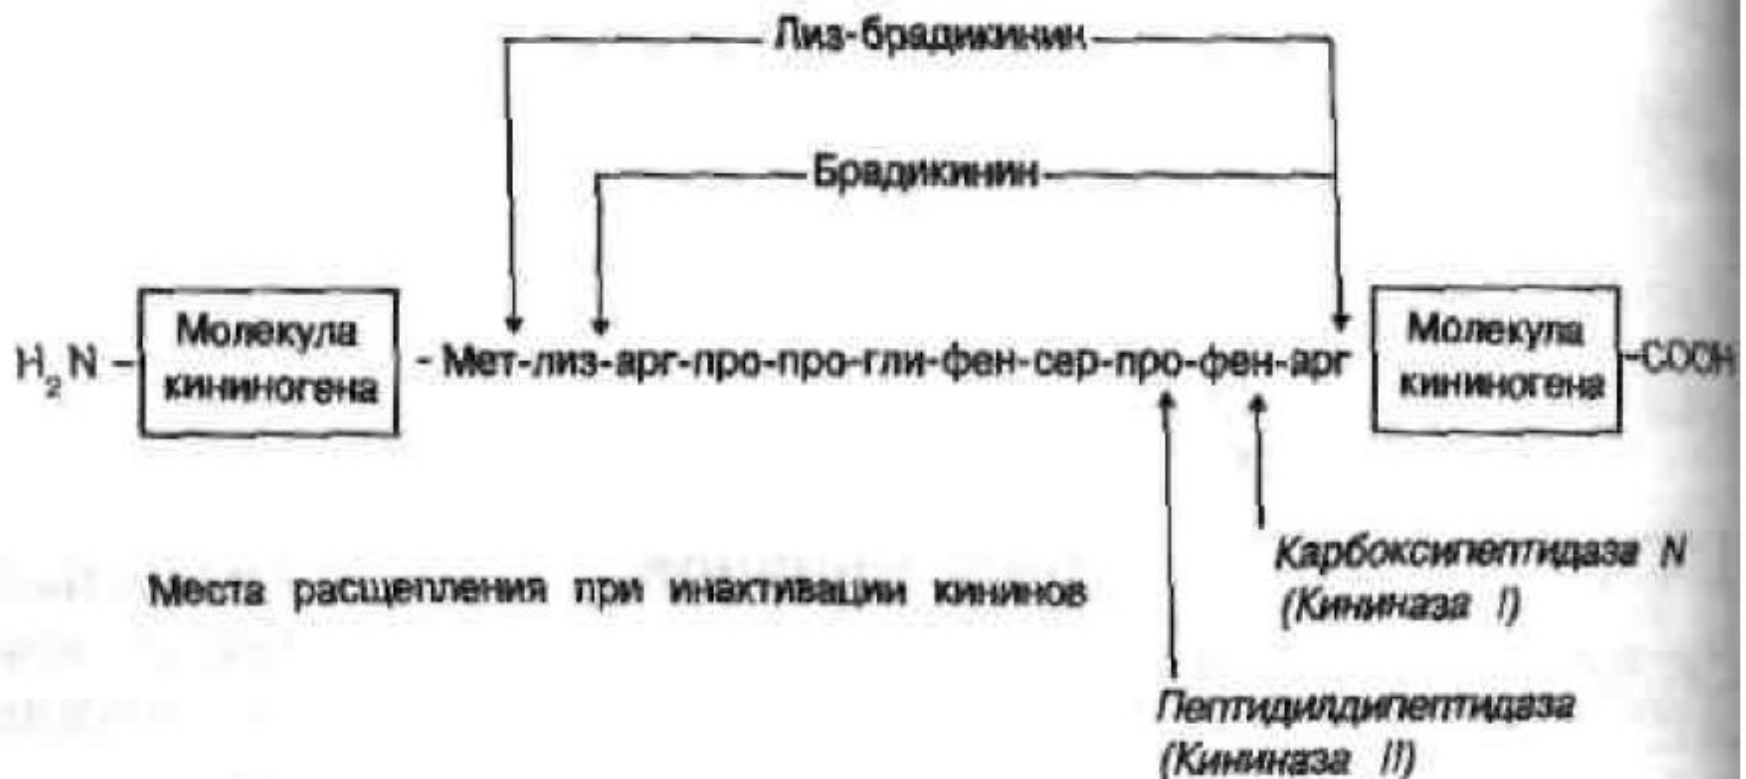 Лиз-брадикинин
Брадикинин
H₂N – Молекула кининогена - Мет-лиз-арг-про-про-гли-фен-сер-про-фен-арг Молекула кининогена -COOH
Карбоксипептидаза N
(Кининаза I)
Места расщепления при инактивации кининов
Пептидилдипептидаза
(Кининаза II)